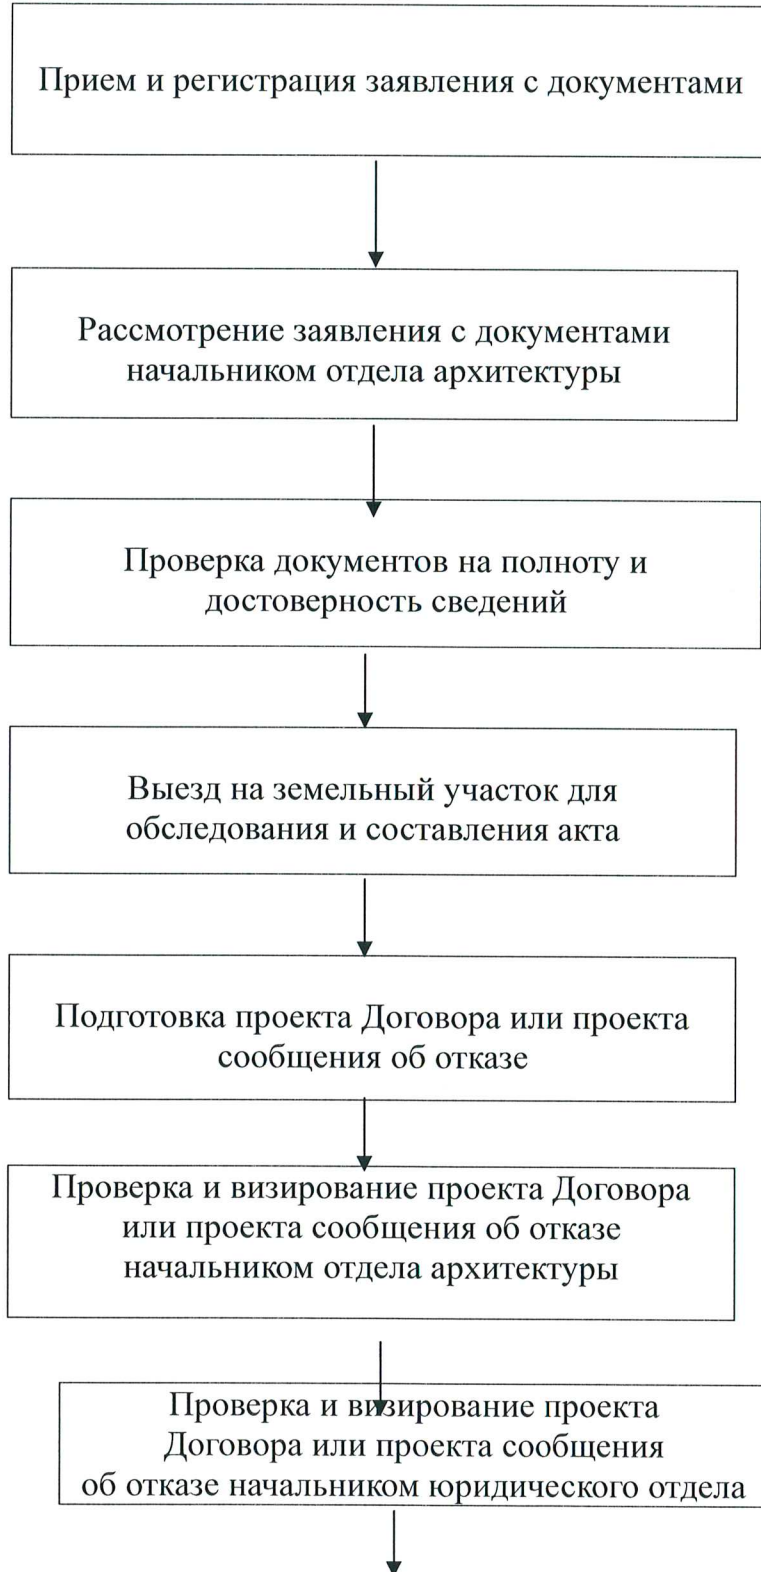 Прием и регистрация заявления с документами
Рассмотрение заявления с документами
начальником отдела архитектуры
Проверка документов на полноту и
достоверность сведений
Выезд на земельный участок для
обследования и составления акта
Подготовка проекта Договора или проекта
сообщения об отказе
Проверка и визирование проекта Договора
или проекта сообщения об отказе
начальником отдела архитектуры
Проверка и визирование проекта
Договора или проекта сообщения
об отказе начальником юридического отдела